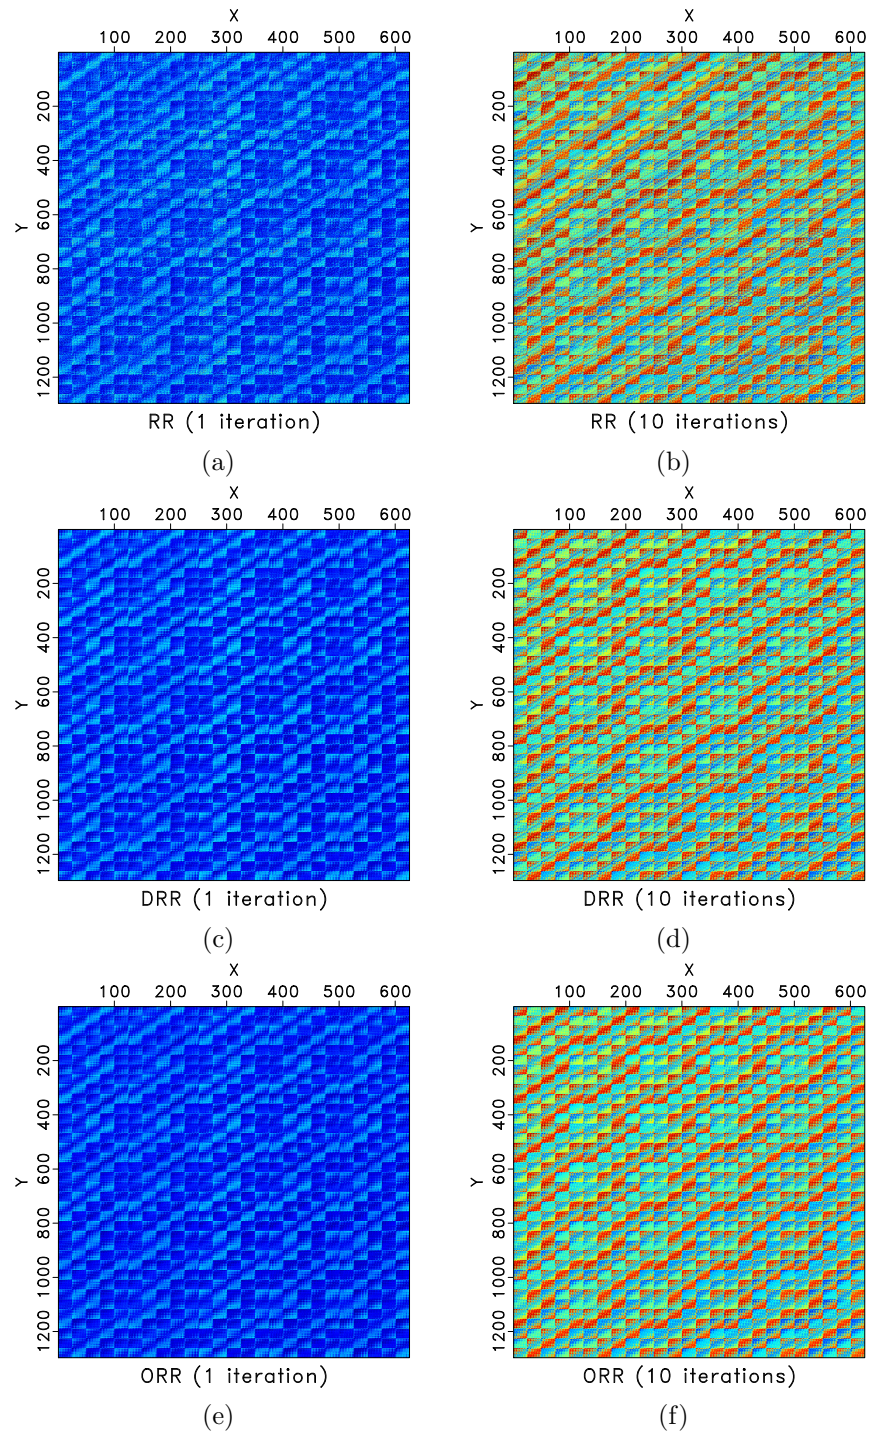 X X
100 200 300 400 500 600 100 200 300 400 500 600
Y 200 400 600 800 1000 1200 Y 200 400 600 800 1000 1200
RR (1 iteration) RR (10 iterations)
(a) (b)
X X
100 200 300 400 500 600 100 200 300 400 500 600
Y 200 400 600 800 1000 1200 Y 200 400 600 800 1000 1200
DRR (1 iteration) DRR (10 iterations)
(c) (d)
X X
100 200 300 400 500 600 100 200 300 400 500 600
Y 200 400 600 800 1000 1200 Y 200 400 600 800 1000 1200
ORR (1 iteration) ORR (10 iterations)
(e) (f)